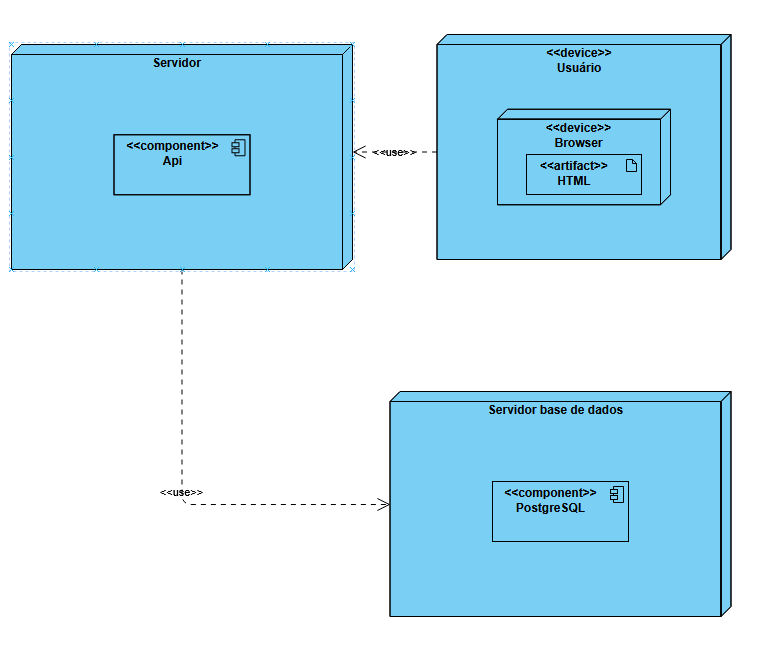 Servidor
<<component>>
Api
<<use>>
<<device>>
Usuário
<<device>>
Browser
<<artifact>>
HTML
<<use>>
Servidor base de dados
<<component>>
PostgreSQL